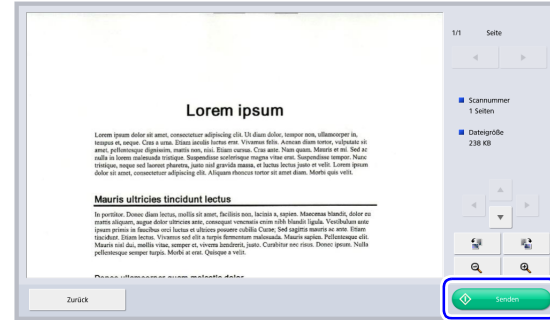 1/1 Seite
Scannummer
1 Seiten
Dateigröße
238 KB
Lorem ipsum
Lorem ipsum dolor sit amet, consectetuer adipiscing elit. Ut diam dolor, tempor non, ullamcorper in,
tempus et, neque. Cras a urna. Etiam iaculis luctus erat. Vivamus felis. Aenean diam tortor, vulputate sit
amet, pellentesque dignissim, mattis non, nisi. Etiam cursus. Cras ante. Nam quam. Mauris et mi. Sed ac
nulla in lorem malesuada tristique. Suspendisse scelerisque magna vitae erat. Suspendisse tempor. Nunc
tristique, neque sed laoreet pharetra, justo nisl gravida massa, et luctus lectus justo et velit. Lorem ipsum
dolor sit amet, consectetuer adipiscing elit. Aliquam rhoncus tortor sit amet diam. Morbi quis velit.
Mauris ultricies tincidunt lectus
In porttitor. Donec diam lectus, mollis sit amet, facilisis non, lacinia a, sapien. Maecenas blandit, dolor eu
mattis aliquam, augue dolor ultricies ante, consequat venenatis enim nibh blandit ligula. Vestibulum ante
ipsum primis in faucibus orci luctus et ultrices posuere cubilia Curae; Sed sagittis mauris ac ante. Etiam
tincidunt. Etiam lectus. Vivamus sed elit a turpis fermentum malesuada. Mauris sapien. Pellentesque elit.
Mauris nisl dui, mollis vitae, semper et, viverra hendrerit, justo. Curabitur nec risus. Donec ipsum. Nulla
pellentesque semper turpis. Morbi at erat. Quisque a velit.
Zurück
Senden